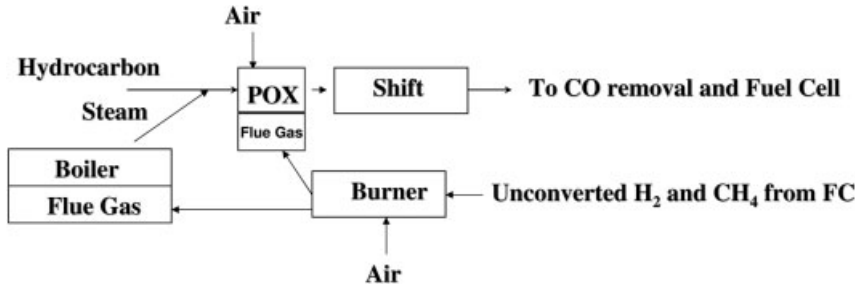 Air
Hydrocarbon
POX
Shift
To CO removal and Fuel Cell
Steam
Flue Gas
Boiler
Flue Gas
Burner
Unconverted H₂ and CH₄ from FC
Air